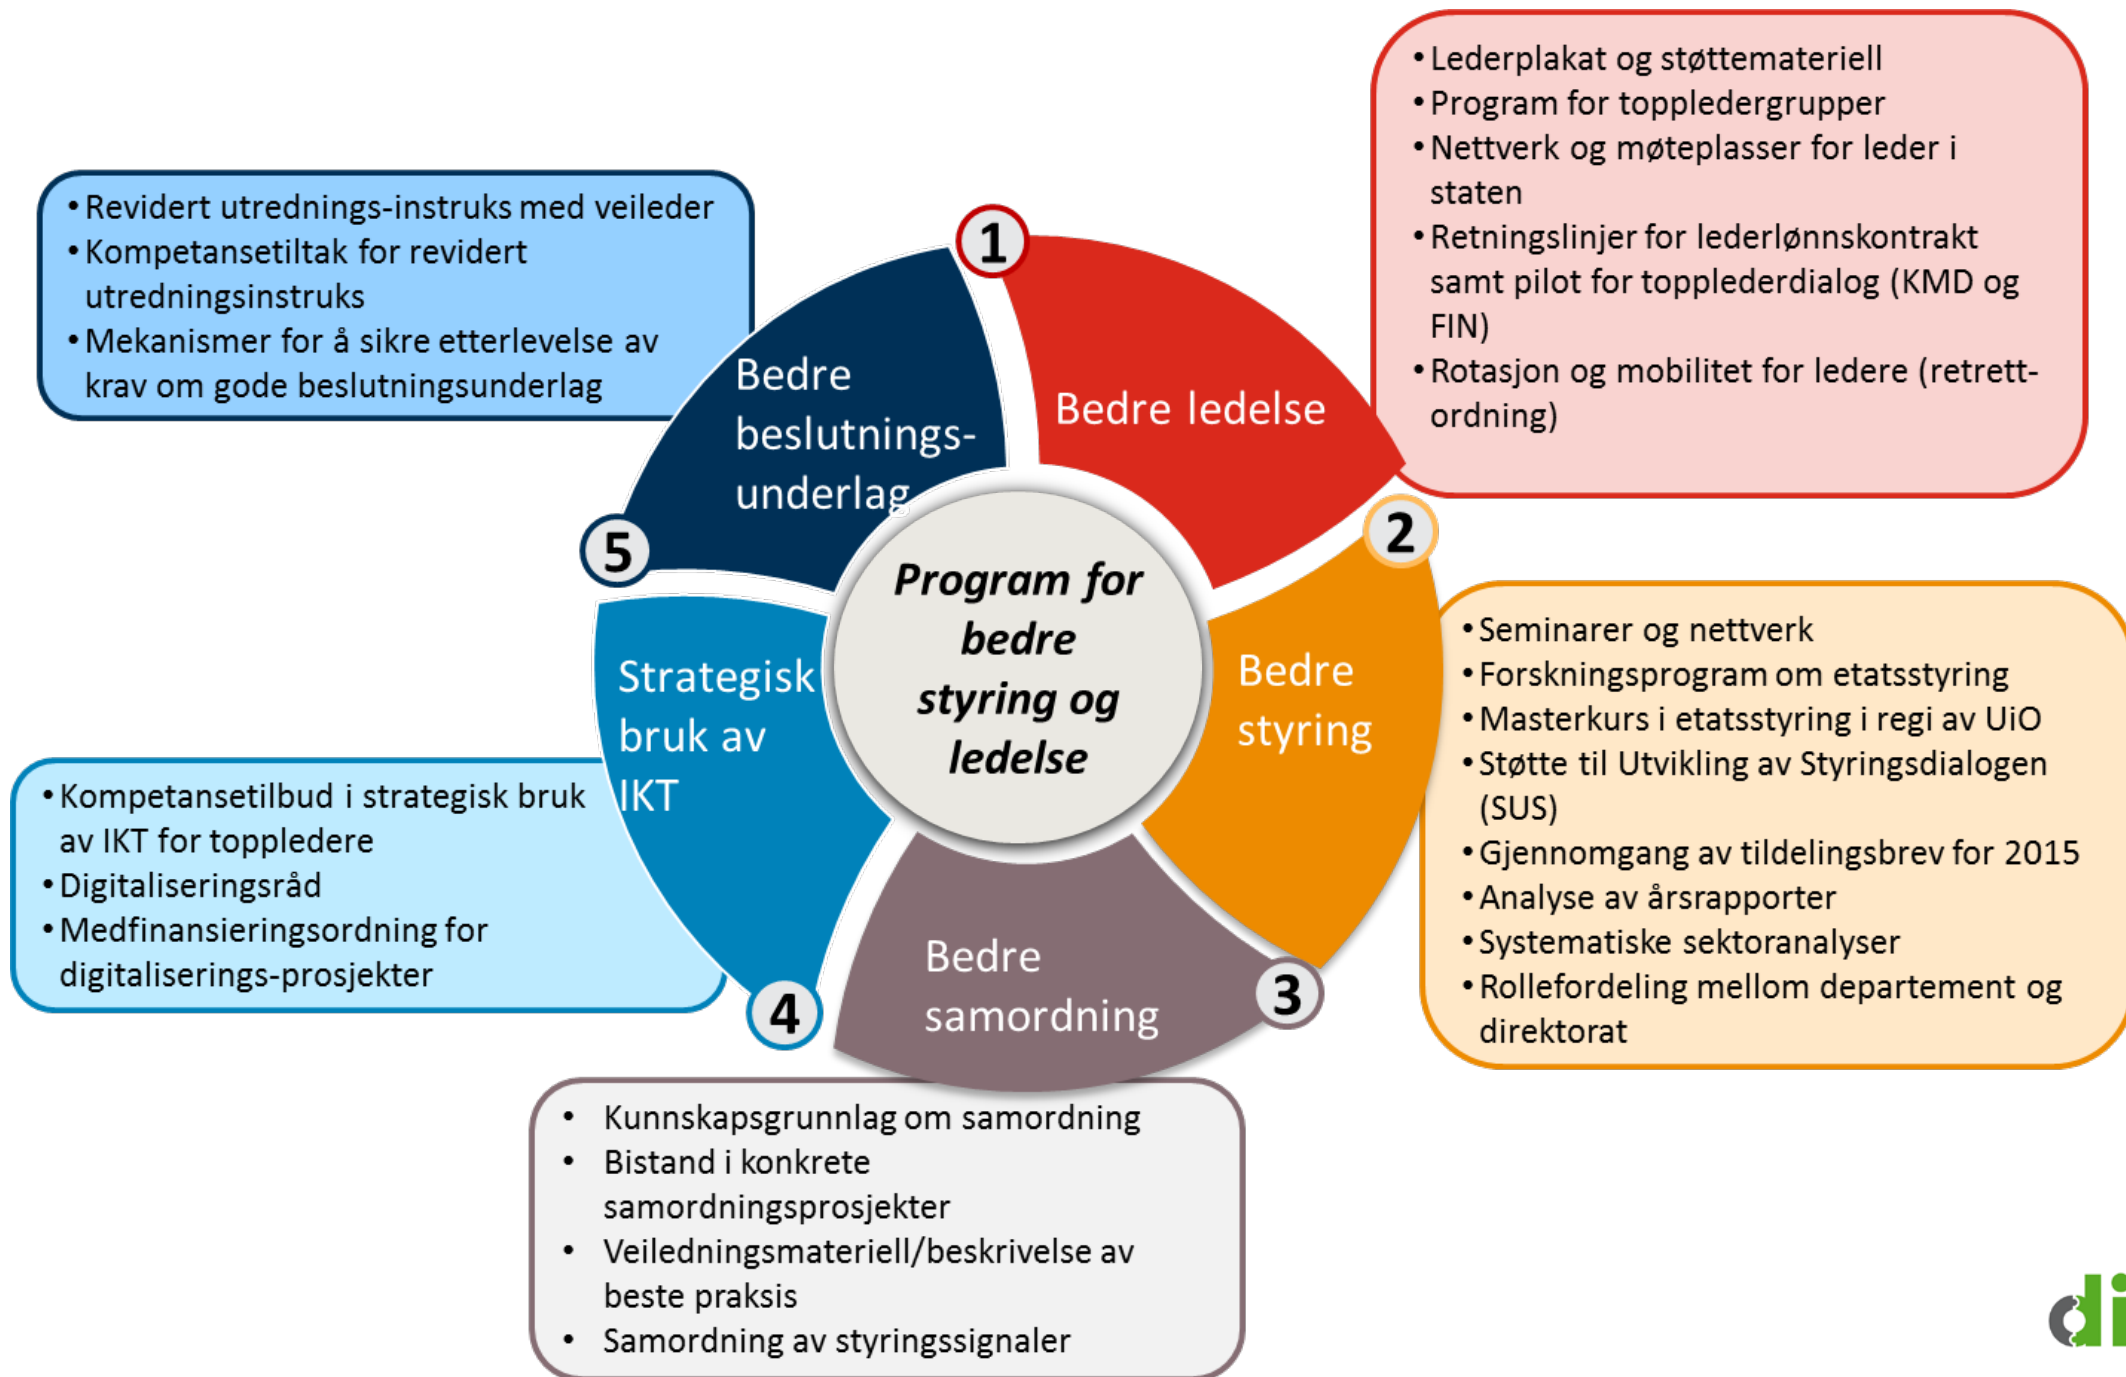 • Lederplakat og støttemateriell
• Program for toppledergrupper
• Nettverk og møteplasser for leder i
staten
• Retningslinjer for lederlønnskontrakt
samt pilot for topplederdialog (KMD og
FIN)
• Rotasjon og mobilitet for ledere (retrett-
ordning)
• Revidert utrednings-instruks med veileder
• Kompetansetiltak for revidert
utredningsinstruks
• Mekanismer for å sikre etterlevelse av
krav om gode beslutningsunderlag
1
Bedre ledelse
2
Bedre
beslutnings-
underlag
5
Program for
bedre
styring og
ledelse
Bedre
styring
• Seminarer og nettverk
• Forskningsprogram om etatsstyring
• Masterkurs i etatsstyring i regi av UiO
• Støtte til Utvikling av Styringsdialogen
(SUS)
• Gjennomgang av tildelingsbrev for 2015
• Analyse av årsrapporter
• Systematiske sektoranalyser
• Rollefordeling mellom departement og
direktorat
Strategisk
bruk av
IKT
• Kompetansetilbud i strategisk bruk
av IKT for toppledere
• Digitaliseringsråd
• Medfinansieringsordning for
digitaliserings-prosjekter
4
Bedre
samordning
3
• Kunnskapsgrunnlag om samordning
• Bistand i konkrete
samordningsprosjekter
• Veiledningsmateriell/beskrivelse av
beste praksis
• Samordning av styringssignaler
di